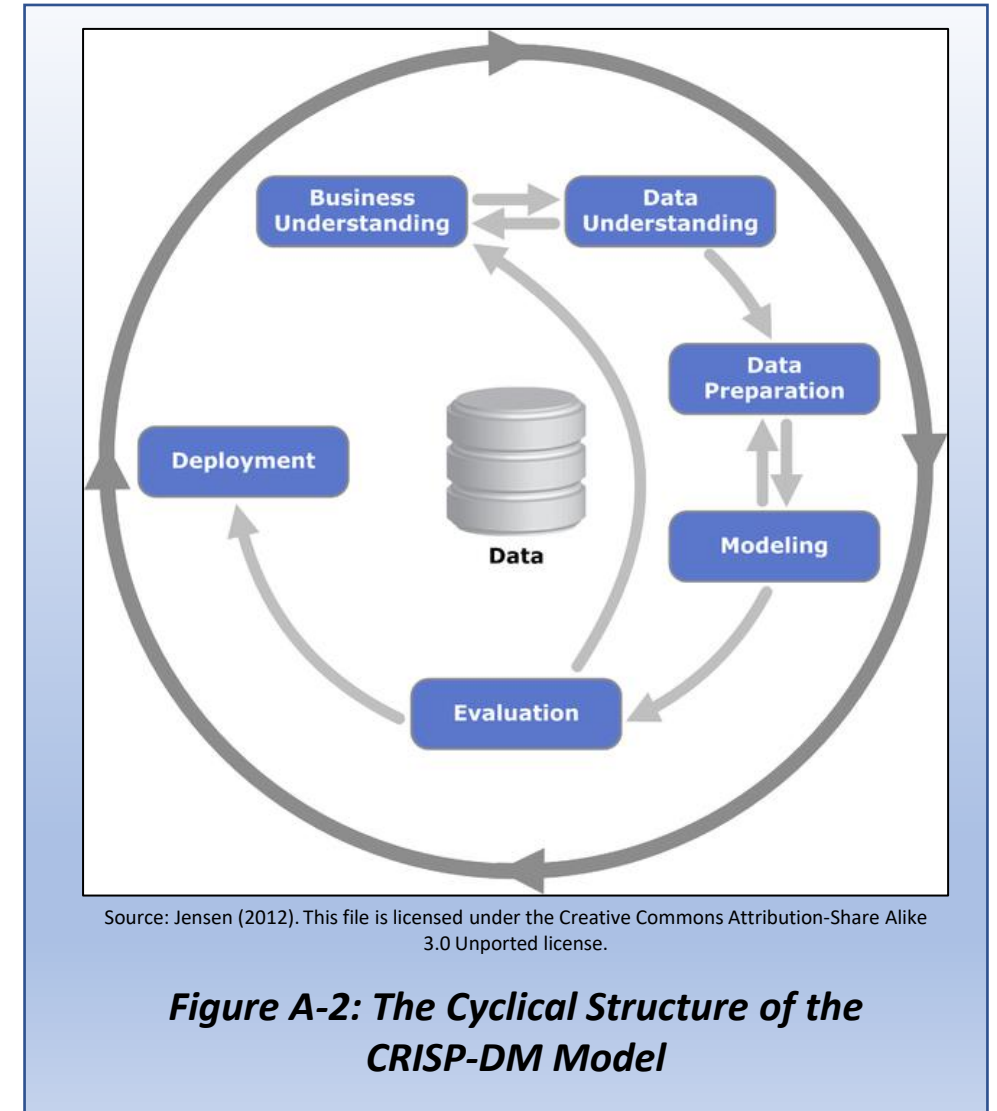 Business
Understanding
Data
Understanding
Data
Preparation
Deployment
Modeling
Data
Evaluation
Source: Jensen (2012). This file is licensed under the Creative Commons Attribution-Share Alike
3.0 Unported license.
Figure A-2: The Cyclical Structure of the
CRISP-DM Model